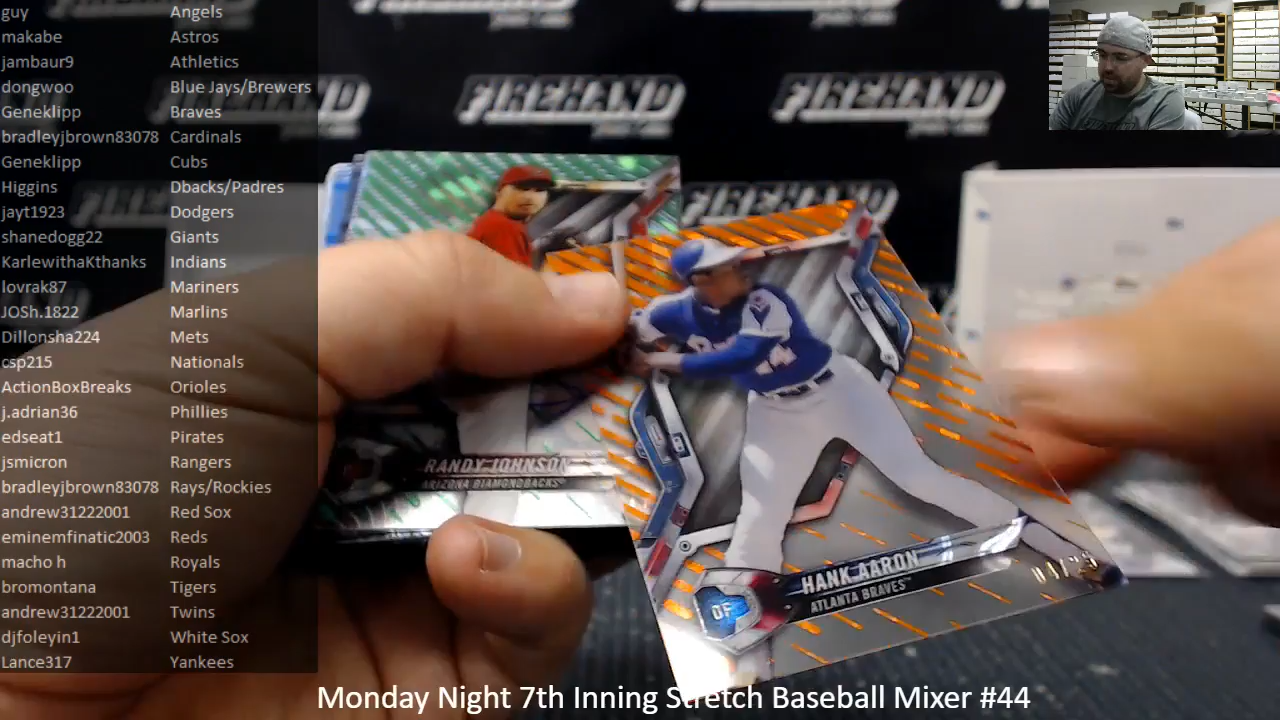 guy Angels
makabe Astros
jambaur9 Athletics
dongwoo Blue Jays/Brewers
Geneklipp Braves
bradleyjbrown83078 Cardinals
Geneklipp Cubs
Higgins Dbacks/Padres
jayt1923 Dodgers
shanedogg22 Giants
KarlewithaKthanks Indians
lovrak87 Mariners
JOSh.1822 Marlins
Dillonsha224 Mets
csp215 Nationals
ActionBoxBreaks Orioles
j.adrian36 Phillies
edseat1 Pirates
jsmicron Rangers
bradleyjbrown83078 Rays/Rockies
andrew31222001 Red Sox
eminemfinatic2003 Reds
macho h Royals
bromontana Tigers
andrew31222001 Twins
djfoleyin1 White Sox
Lance317 Yankees
FIREHAND
FIREHAND
FIREHAND
FIREHAND
RANDY JOHNSON
ARIZONA DIAMONDBACKS
HANK AARON
ATLANTA BRAVES™
OF
Monday Night 7th Inning Stretch Baseball Mixer #44